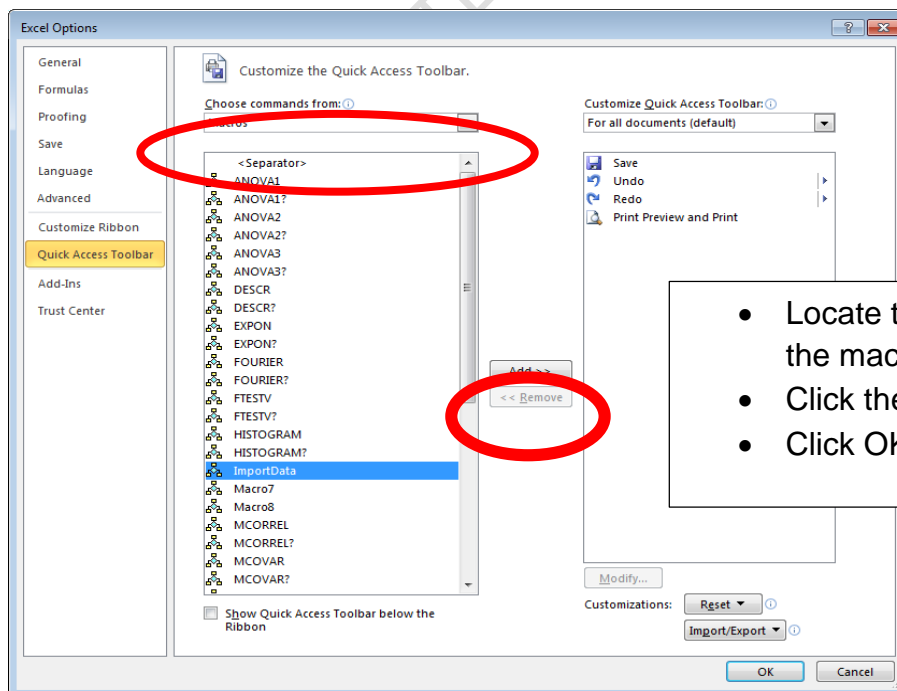 Excel Options
General
Formulas
Proofing
Save
Language
Advanced
Customize Ribbon
Quick Access Toolbar
Add-Ins
Trust Center
Customize the Quick Access Toolbar.
Choose commands from:
Macros
<Separator>
ANOVA1
ANOVA1?
ANOVA2
ANOVA2?
ANOVA3
ANOVA3?
DESCR
DESCR?
EXPON
EXPON?
FOURIER
FOURIER?
FTESTV
FTESTV?
HISTOGRAM
HISTOGRAM?
ImportData
Macro7
Macro8
MCORREL
MCORREL?
MCOVAR
MCOVAR?
Show Quick Access Toolbar below the
Ribbon
Add >>
<< Remove
Customize Quick Access Toolbar:
For all documents (default)
Save
Undo
Redo
Print Preview and Print
Modify...
Customizations: Reset
Import/Export
• Locate
the
• Click the
• Click OK
OK Cancel